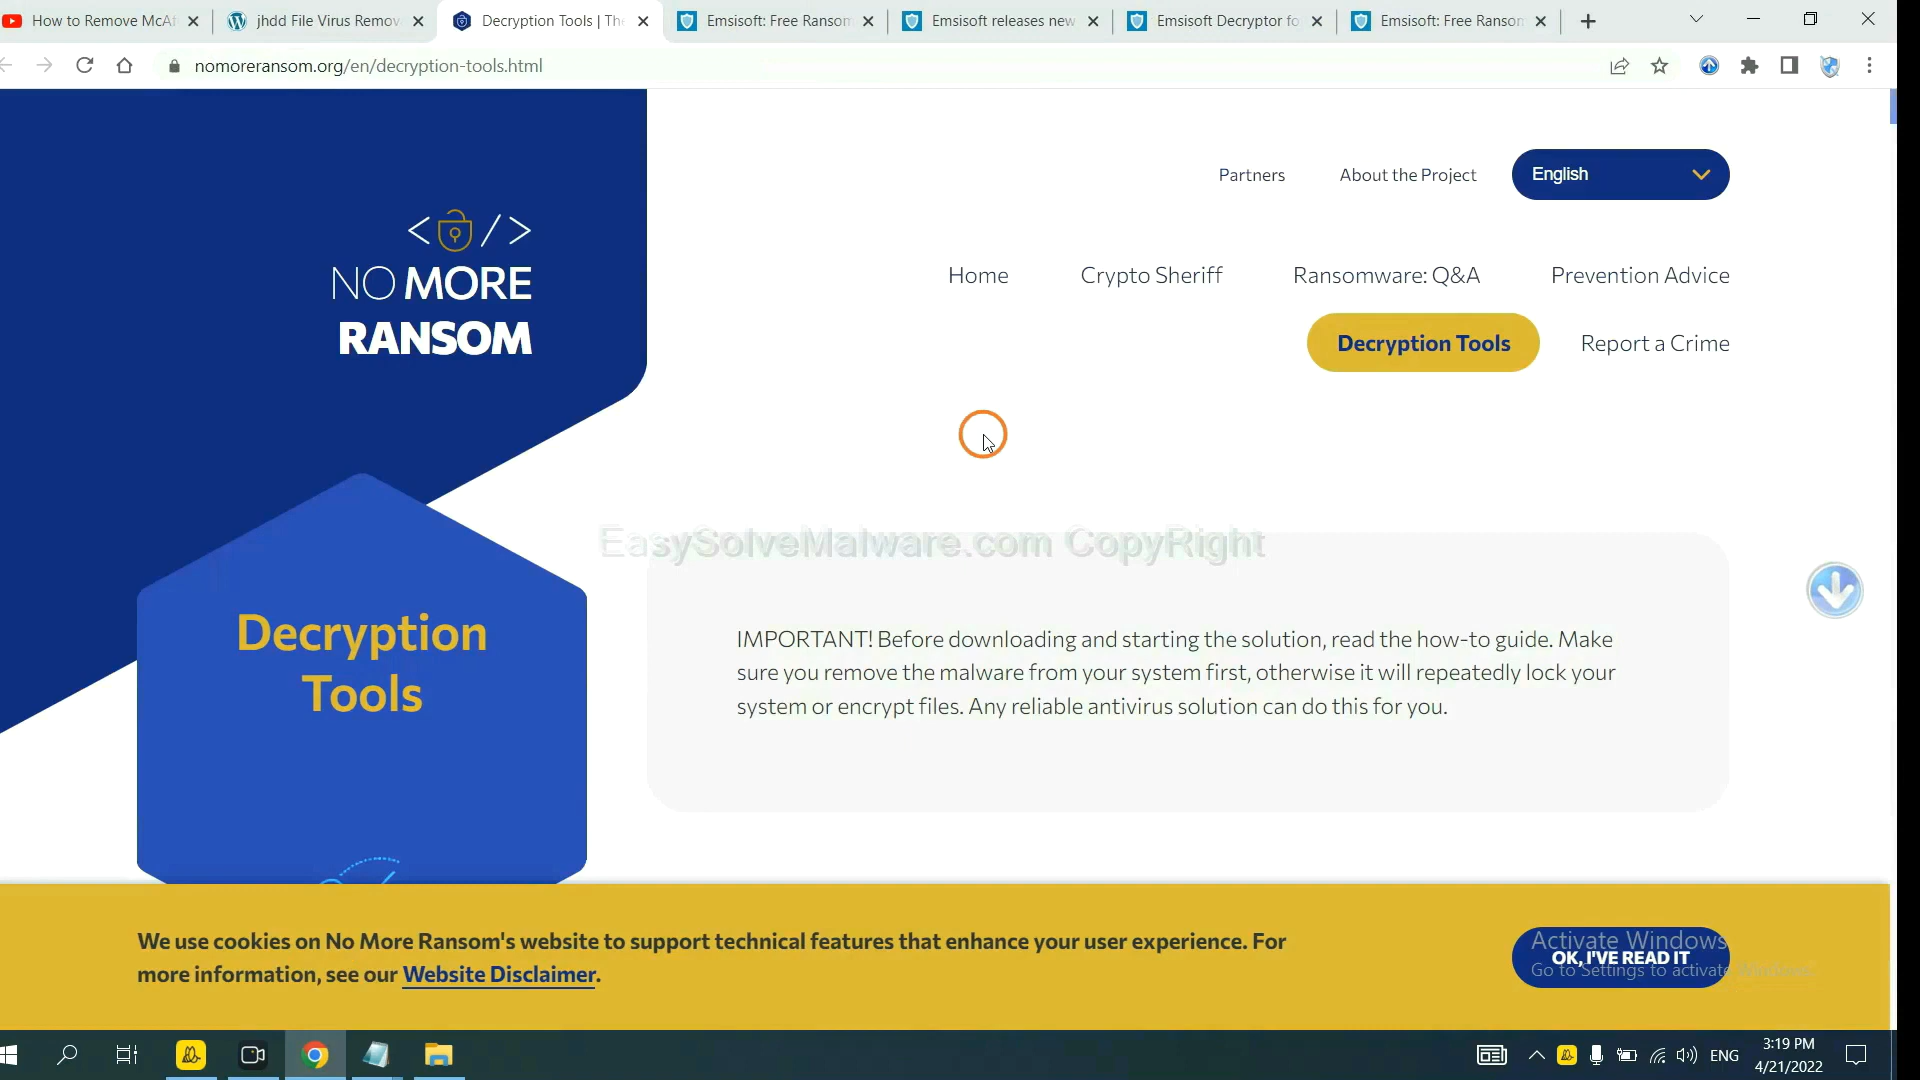 How to Remove McAf
jhdd File Virus Remov
Decryption Tools | The
Emsisoft: Free Ransom
Emsisoft releases new
Emsisoft Decryptor fo
Emsisoft: Free Ransom
nomoreransom.org/en/decryption-tools.html
Partners
About the Project
English
NO MORE
RANSOM
Home
Crypto Sheriff
Ransomware: Q&A
Prevention Advice
Decryption Tools
Report a Crime
EasySolveMalware.com CopyRight
Decryption
Tools
IMPORTANT! Before downloading and starting the solution, read the how-to guide. Make
sure you remove the malware from your system first, otherwise it will repeatedly lock your
system or encrypt files. Any reliable antivirus solution can do this for you.
We use cookies on No More Ransom's website to support technical features that enhance your user experience. For
more information, see our Website Disclaimer.
OK, I'VE READ IT
Activate Windows
Go to Settings to activate Windows.
ENG
3:19 PM
4/21/2022